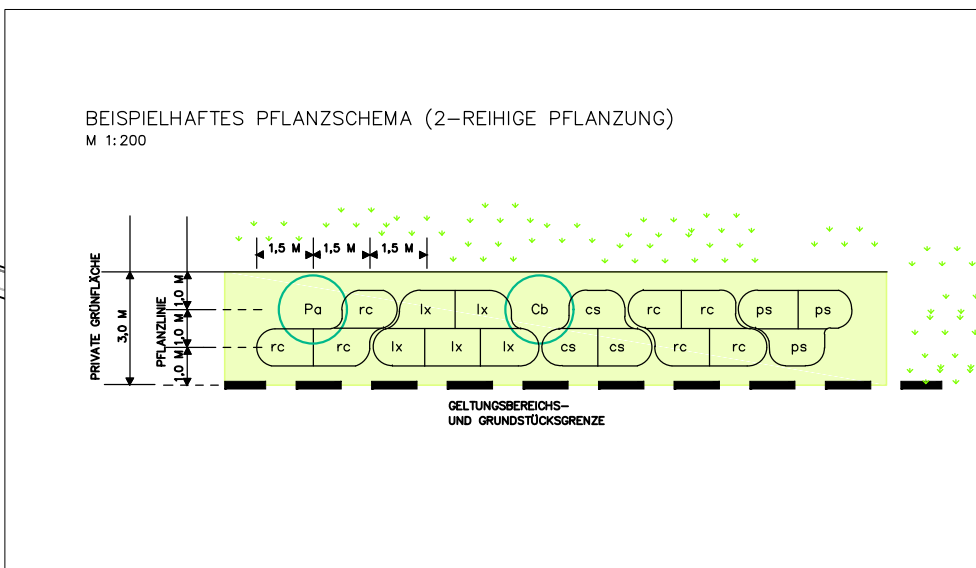 BEISPIELHAFTES PFLANZSCHEMA (2-REIHIGE PFLANZUNG)
M 1:200
1,5 M 1,5 M 1,5 M
PRIVATE GRÜNFLÄCHE
3,0 M
PFLANZLINIE
1,0 M
1,0 M
1,0 M
Pa rc lx lx Cb cs rc rc ps ps
rc rc lx lx lx cs cs rc rc ps
GELTUNGSBEREICHS-
UND GRUNDSTÜCKSGRENZE